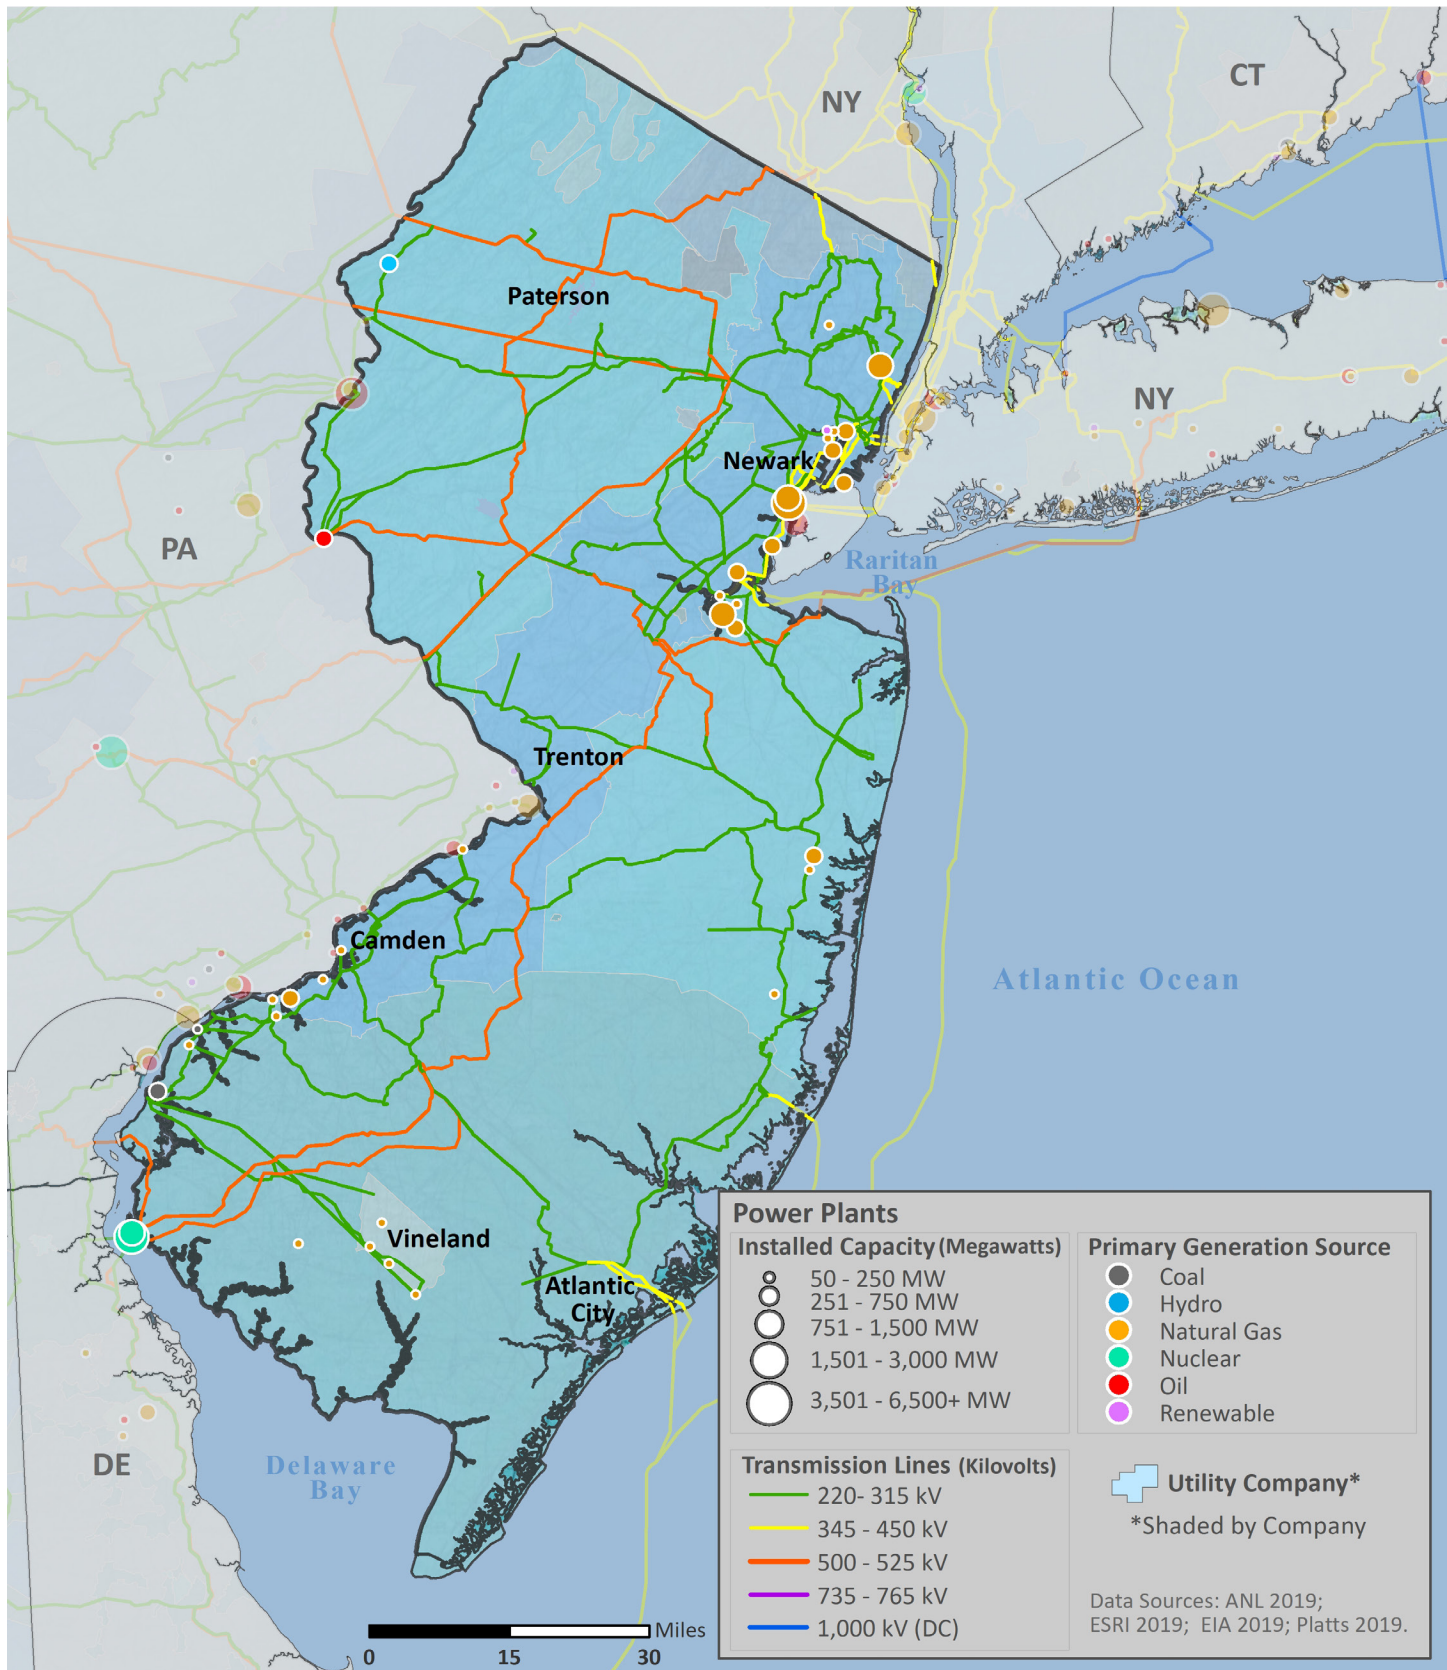 NY
CT
Paterson
NY
Newark
PA
Raritan
Bay
Trenton
Camden
Atlantic Ocean
Vineland
Atlantic
City
DE
Delaware
Bay
Power Plants
Installed Capacity (Megawatts)
50 - 250 MW
251 - 750 MW
751 - 1,500 MW
1,501 - 3,000 MW
3,501 - 6,500+ MW
Primary Generation Source
Coal
Hydro
Natural Gas
Nuclear
Oil
Renewable
Transmission Lines (Kilovolts)
220- 315 kV
345 - 450 kV
500 - 525 kV
735 - 765 kV
1,000 kV (DC)
Utility Company*
*Shaded by Company
Data Sources: ANL 2019;
ESRI 2019; EIA 2019; Platts 2019.
Miles
0 15 30